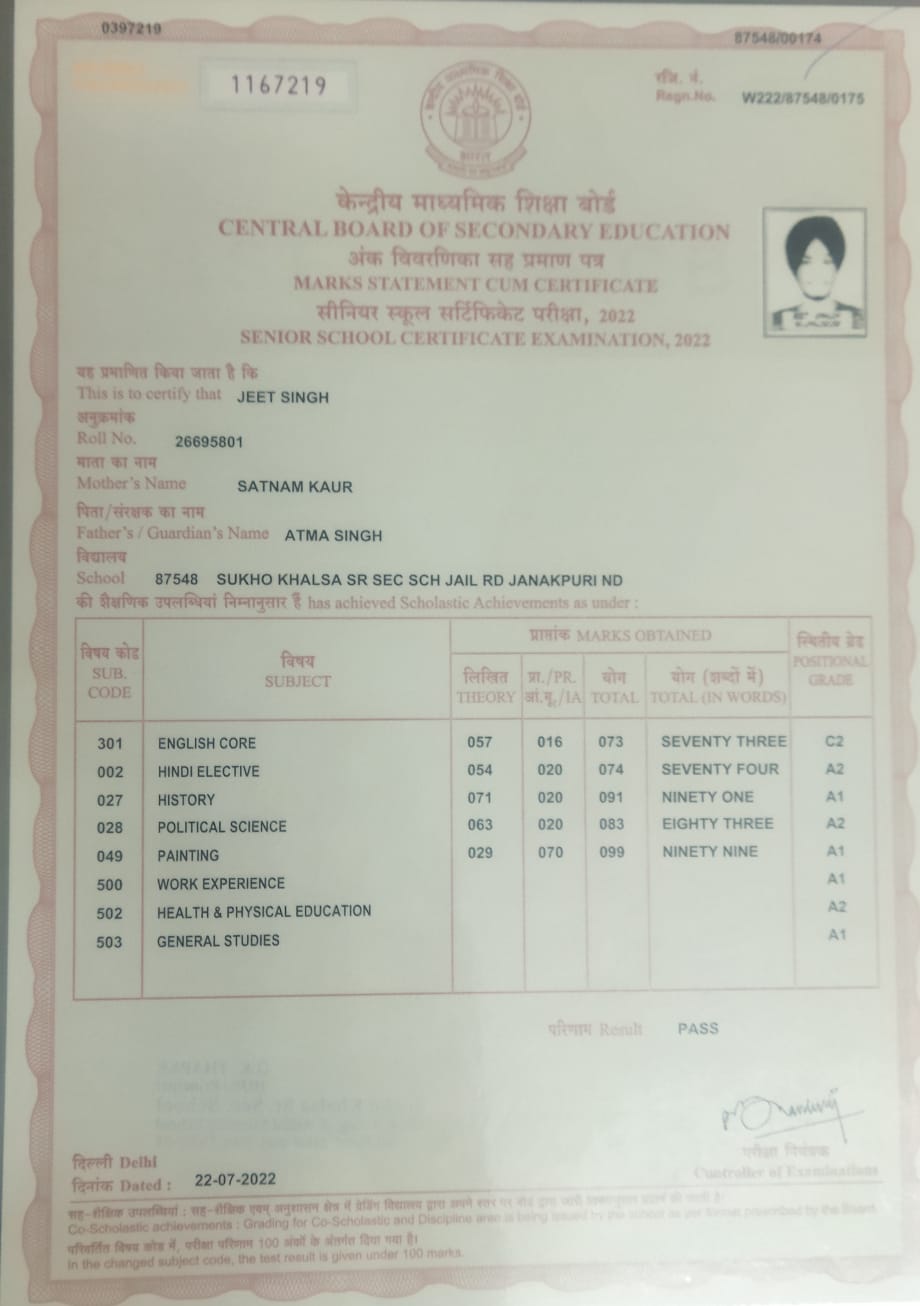 0397219
87548/00174
1167219
रजि. नं.
Regn.No. W222/87548/0175
भारत
केन्द्रीय माध्यमिक शिक्षा बोर्ड
CENTRAL BOARD OF SECONDARY EDUCATION
अंक विवरणिका सह प्रमाण पत्र
MARKS STATEMENT CUM CERTIFICATE
सीनियर स्कूल सर्टिफिकेट परीक्षा, 2022
SENIOR SCHOOL CERTIFICATE EXAMINATION, 2022
यह प्रमाणित किया जाता है कि
This is to certify that JEET SINGH
अनुक्रमांक
Roll No. 26695801
माता का नाम
Mother's Name SATNAM KAUR
पिता/संरक्षक का नाम
Father's / Guardian's Name ATMA SINGH
विद्यालय
School 87548 SUKHO KHALSA SR SEC SCH JAIL RD JANAKPURI ND
की शैक्षणिक उपलब्धियां निम्नानुसार हैं has achieved Scholastic Achievements as under :
विषय कोड
SUB.
CODE
विषय
SUBJECT
प्राप्तांक MARKS OBTAINED
लिखित
THEORY
प्रा./PR.
आं.मू./IA
योग
TOTAL
योग (शब्दों में)
TOTAL (IN WORDS)
स्थितीय ग्रेड
POSITIONAL
GRADE
301 ENGLISH CORE 057 016 073 SEVENTY THREE C2
002 HINDI ELECTIVE 054 020 074 SEVENTY FOUR A2
027 HISTORY 071 020 091 NINETY ONE A1
028 POLITICAL SCIENCE 063 020 083 EIGHTY THREE A2
049 PAINTING 029 070 099 NINETY NINE A1
500 WORK EXPERIENCE A1
502 HEALTH & PHYSICAL EDUCATION A2
503 GENERAL STUDIES A1
परिणाम Result PASS
परीक्षा नियंत्रक
Controller of Examinations
दिल्ली Delhi
दिनांक Dated : 22-07-2022
सह-शैक्षिक उपलब्धियां : सह-शैक्षिक एवम् अनुशासन क्षेत्र में ग्रेडिंग विद्यालय द्वारा अपने स्तर पर बोर्ड द्वारा जारी
Co-Scholastic achievements : Grading for Co-Scholastic and Discipline area is being issued by the school as per format prescribed by the Board.
परिवर्तित विषय कोड में, परीक्षा परिणाम 100 अंकों के अंतर्गत दिया गया है।
In the changed subject code, the test result is given under 100 marks.